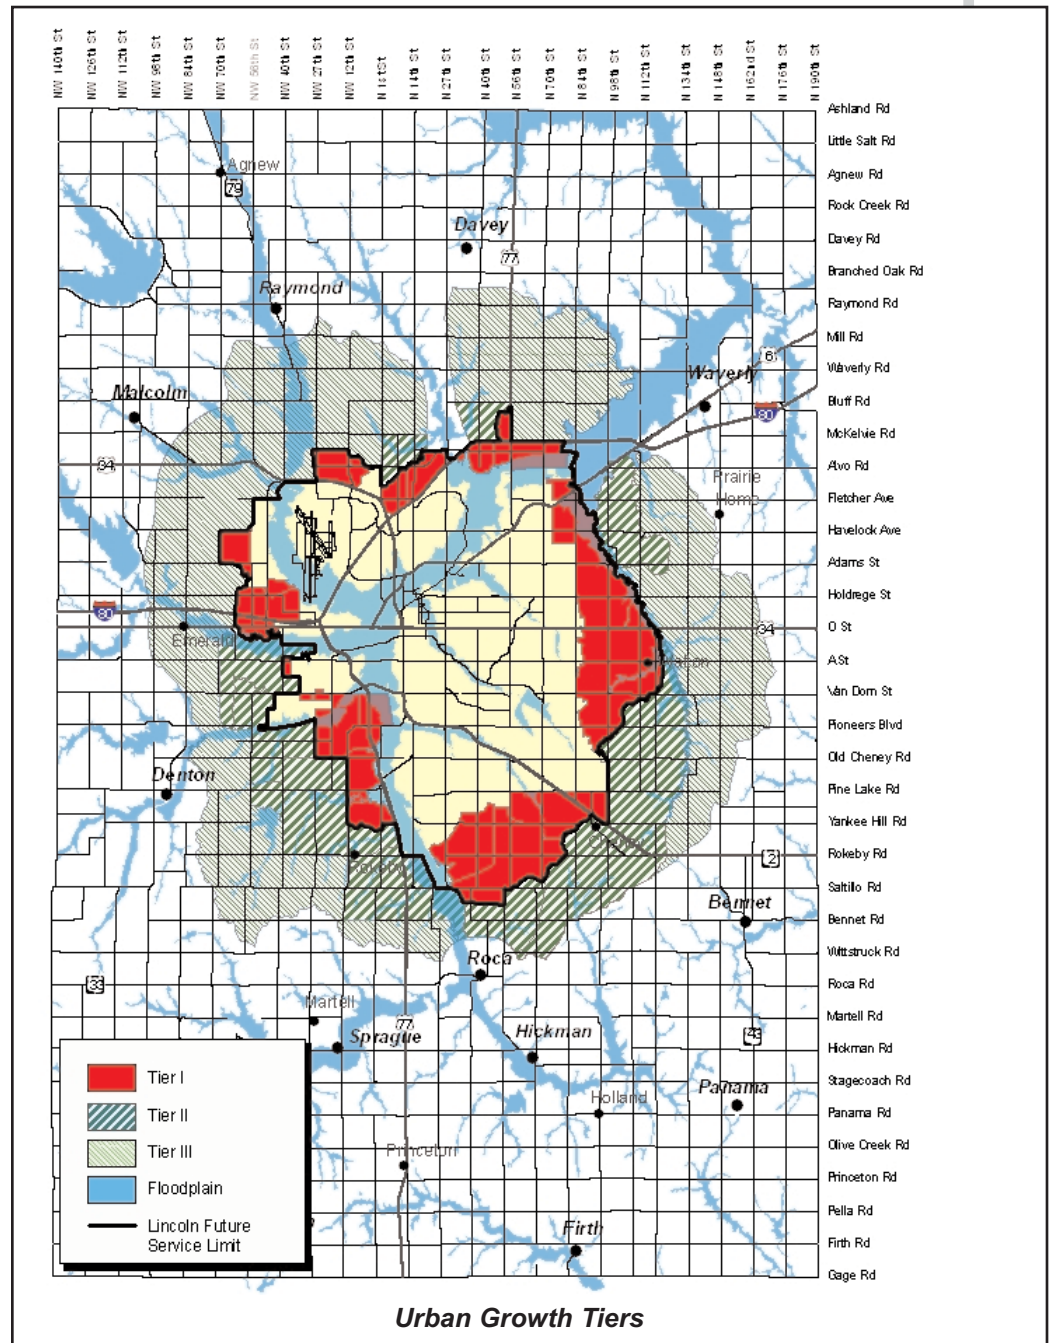 NW 140th St
NW 126th St
NW 112th St
NW 98th St
NW 84th St
NW 70th St
NW 56th St
NW 40th St
NW 27th St
NW 12th St
N 1st St
N 14th St
N 27th St
N 40th St
N 56th St
N 70th St
N 84th St
N 98th St
N 112th St
N 134th St
N 148th St
N 162nd St
N 176th St
N 190th St
Ashland Rd
Little Salt Rd
Agnew Rd
Rock Creek Rd
Davey Rd
Branched Oak Rd
Raymond Rd
Mill Rd
Waverly Rd
Bluff Rd
McKelvie Rd
Alvo Rd
Fletcher Ave
Havelock Ave
Adams St
Holdrege St
O St
A St
Van Dorn St
Pioneers Blvd
Old Cheney Rd
Pine Lake Rd
Yankee Hill Rd
Rokeby Rd
Saltillo Rd
Bennet Rd
Wittstruck Rd
Roca Rd
Martell Rd
Hickman Rd
Stagecoach Rd
Panama Rd
Olive Creek Rd
Princeton Rd
Pella Rd
Firth Rd
Gage Rd
Agnew
79
Davey
77
Raymond
6
Waverly
80
Malcolm
34
Prairie
Home
80
Emerald
34
Walton
Denton
Cheney
Rokeby
2
Bennet
Roca
33
Martell
77
Sprague
Hickman
43
Panama
Holland
Princeton
Firth
Tier I
Tier II
Tier III
Floodplain
Lincoln Future
Service Limit
Urban Growth Tiers